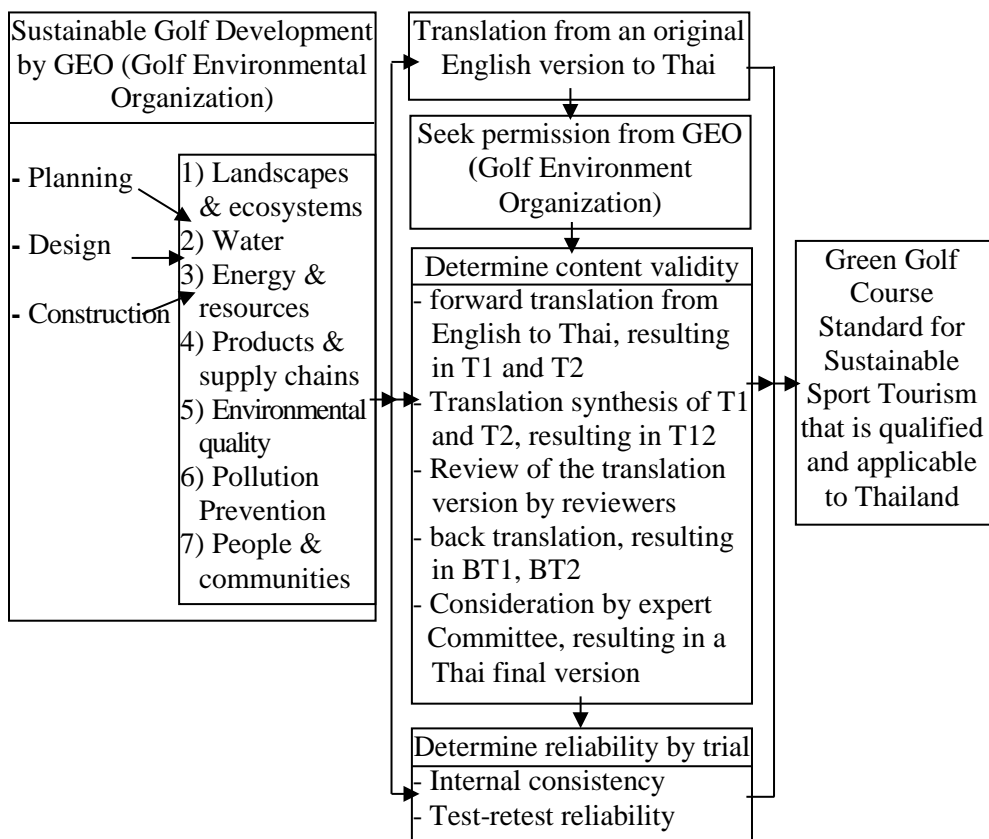 Sustainable Golf Development
by GEO (Golf Environmental
Organization)
- Planning
- Design
- Construction
1) Landscapes
& ecosystems
2) Water
3) Energy &
resources
4) Products &
supply chains
5) Environmental
quality
6) Pollution
Prevention
7) People &
communities
Translation from an original
English version to Thai
Seek permission from GEO
(Golf Environment
Organization)
Determine content validity
- forward translation from
English to Thai, resulting
in T1 and T2
- Translation synthesis of T1
and T2, resulting in T12
- Review of the translation
version by reviewers
- back translation, resulting
in BT1, BT2
- Consideration by expert
Committee, resulting in a
Thai final version
Determine reliability by trial
- Internal consistency
- Test-retest reliability
Green Golf
Course
Standard for
Sustainable
Sport Tourism
that is qualified
and applicable
to Thailand